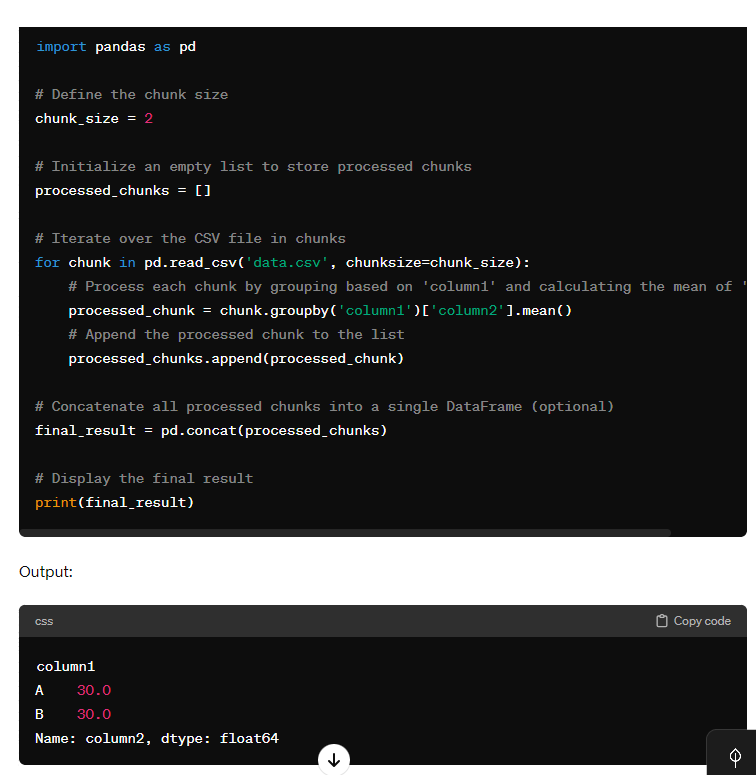 import pandas as pd
# Define the chunk size
chunk_size = 2
# Initialize an empty list to store processed chunks
processed_chunks = []
# Iterate over the CSV file in chunks
for chunk in pd.read_csv('data.csv', chunksize=chunk_size):
# Process each chunk by grouping based on 'column1' and calculating the mean of '
processed_chunk = chunk.groupby('column1')['column2'].mean()
# Append the processed chunk to the list
processed_chunks.append(processed_chunk)
# Concatenate all processed chunks into a single DataFrame (optional)
final_result = pd.concat(processed_chunks)
# Display the final result
print(final_result)
Output:
css Copy code
column1
A 30.0
B 30.0
Name: column2, dtype: float64